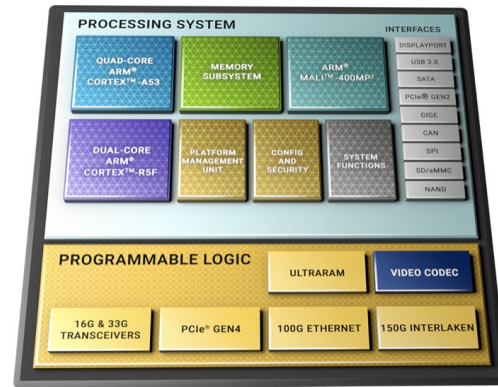 PROCESSING SYSTEM
INTERFACES
QUAD-CORE
ARM®
CORTEX™-A53
MEMORY
SUBSYSTEM
ARM®
MALI™-400MP²
DISPLAYPORT
USB 3.0
SATA
PCIe® GEN2
GIGE
CAN
SPI
SD/eMMC
NAND
DUAL-CORE
ARM®
CORTEX™-R5F
PLATFORM
MANAGEMENT
UNIT
CONFIG
AND
SECURITY
SYSTEM
FUNCTIONS
PROGRAMMABLE LOGIC
ULTRARAM
VIDEO CODEC
16G & 33G
TRANSCEIVERS
PCIe® GEN4
100G ETHERNET
150G INTERLAKEN